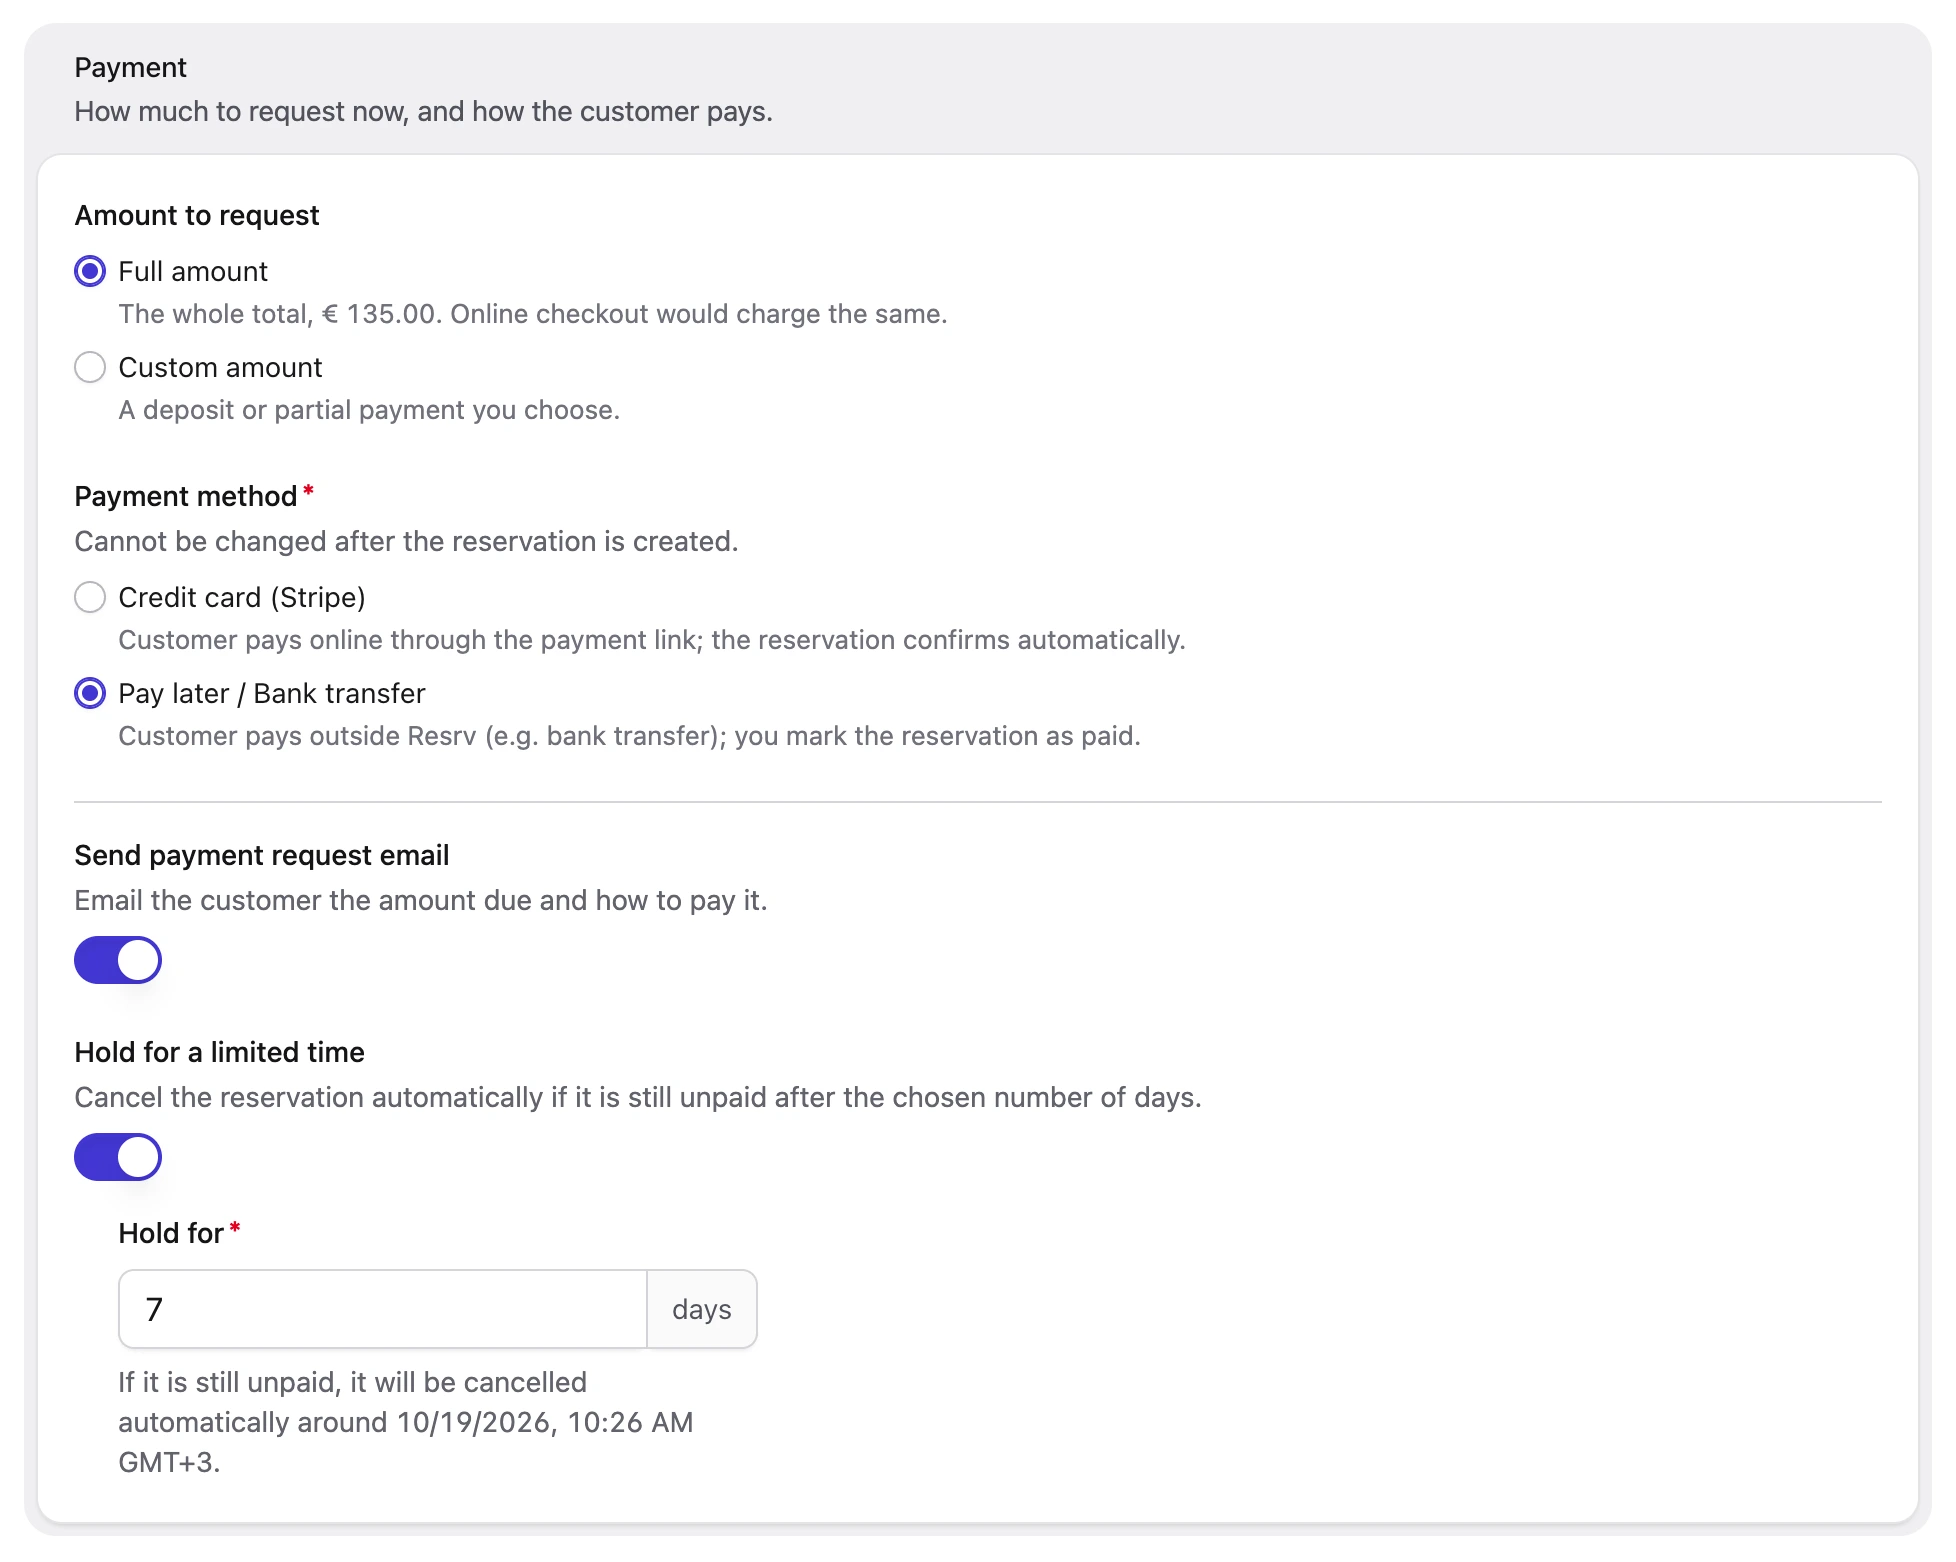 Payment
How much to request now, and how the customer pays.
Amount to request
Full amount
The whole total, € 135.00. Online checkout would charge the same.
Custom amount
A deposit or partial payment you choose.
Payment method*
Cannot be changed after the reservation is created.
Credit card (Stripe)
Customer pays online through the payment link; the reservation confirms automatically.
Pay later / Bank transfer
Customer pays outside Resrv (e.g. bank transfer); you mark the reservation as paid.
Send payment request email
Email the customer the amount due and how to pay it.
Hold for a limited time
Cancel the reservation automatically if it is still unpaid after the chosen number of days.
Hold for*
7 days
If it is still unpaid, it will be cancelled
automatically around 10/19/2026, 10:26 AM
GMT+3.